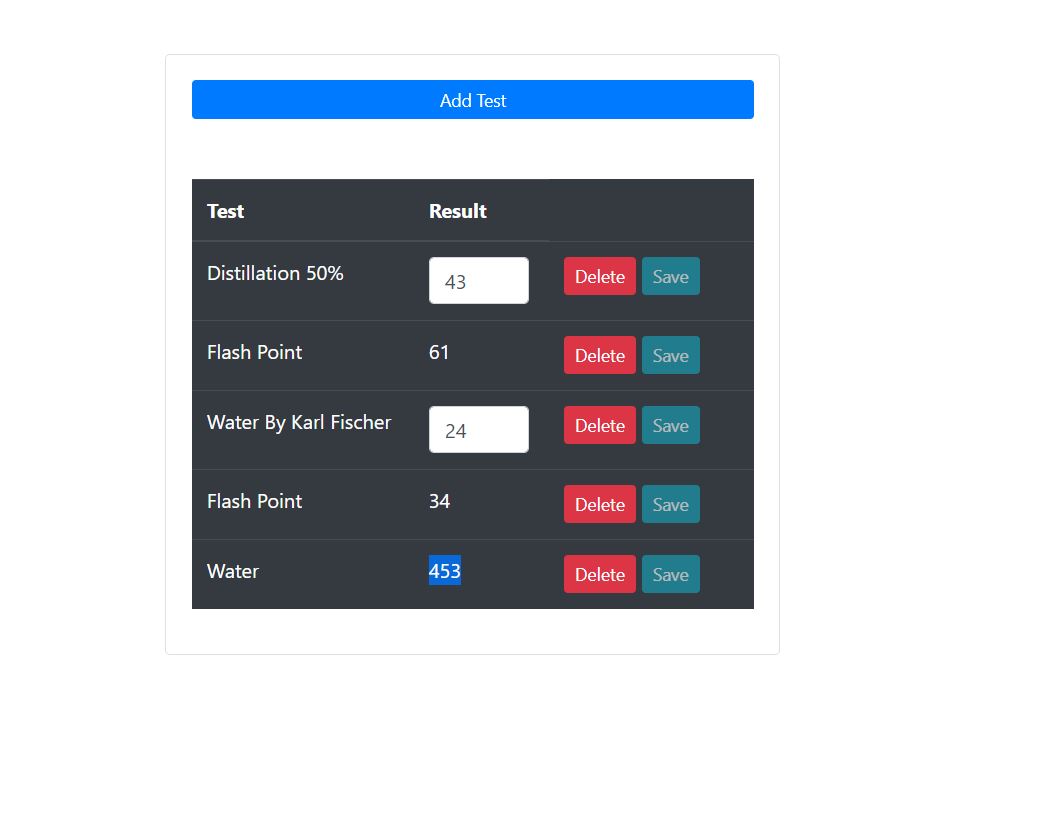 Add Test
Test Result
Distillation 50% 43 Delete Save
Flash Point 61 Delete Save
Water By Karl Fischer 24 Delete Save
Flash Point 34 Delete Save
Water 453 Delete Save